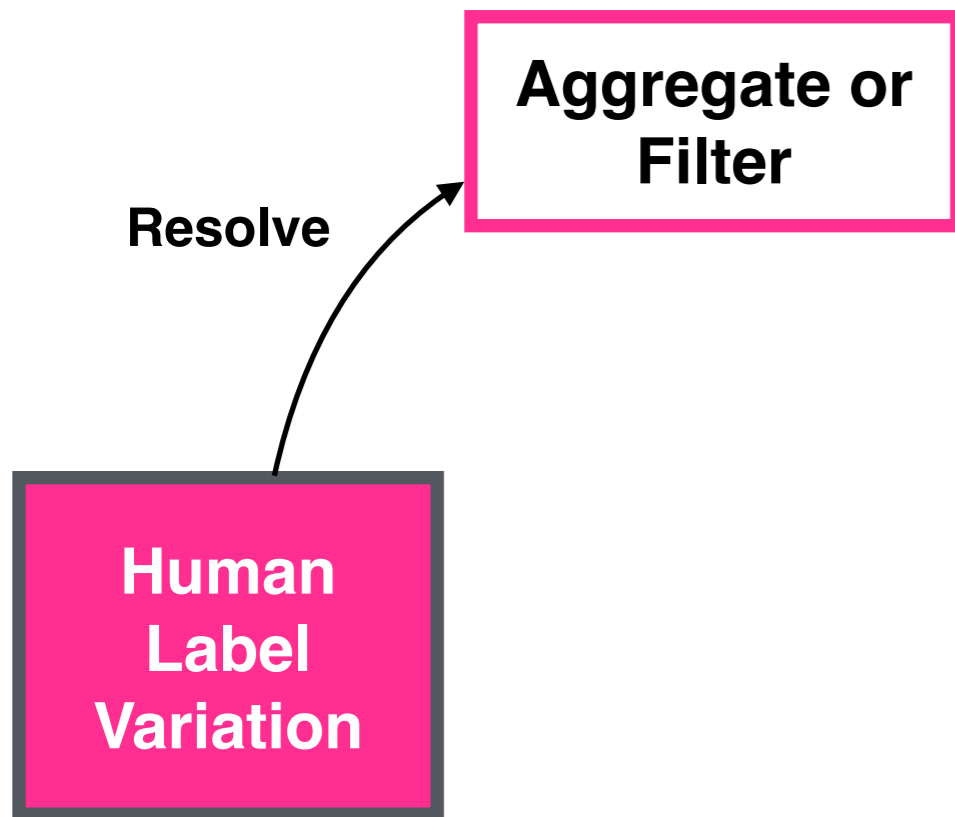 Aggregate or
Filter
Resolve
Human
Label
Variation